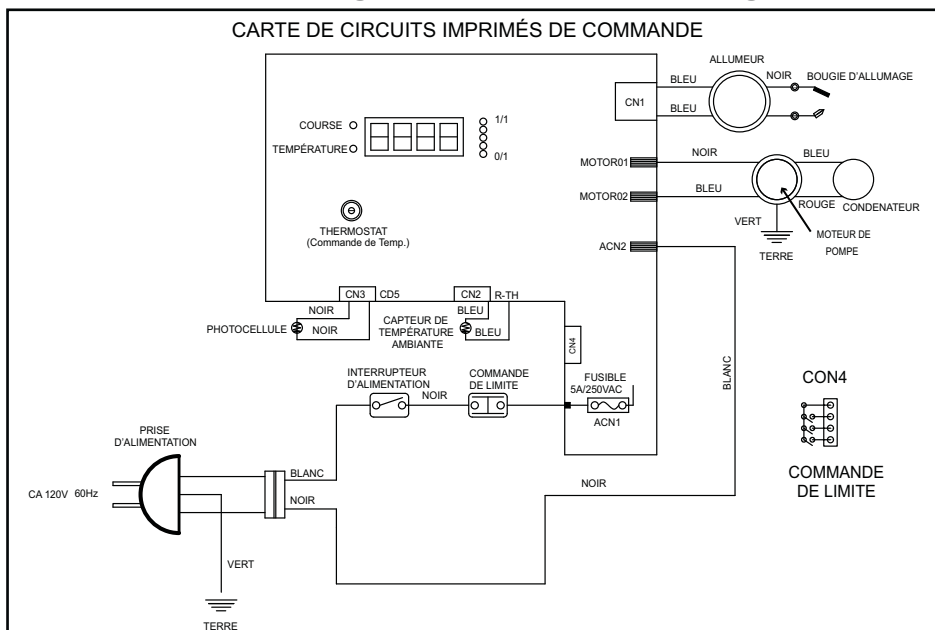 CARTE DE CIRCUITS IMPRIMÉS DE COMMANDE
ALLUMEUR
BLEU
NOIR
BOUGIE D'ALLUMAGE
CN1
BLEU
COURSE
1/1
TEMPÉRATURE
0/1
MOTOR01
NOIR
BLEU
MOTOR02
BLEU
ROUGE
CONDENATEUR
VERT
THERMOSTAT
(Commande de Temp.)
MOTEUR DE
POMPE
ACN2
TERRE
CN3
CD5
CN2
R-TH
NOIR
BLEU
PHOTOCELLULE
NOIR
CAPTEUR DE
TEMPÉRATURE
AMBIANTE
BLEU
CN4
BLANC
INTERRUPTEUR
D'ALIMENTATION
NOIR
COMMANDE
DE LIMITE
FUSIBLE
5A/250VAC
ACN1
CON4
PRISE
D'ALIMENTATION
COMMANDE
DE LIMITE
BLANC
CA 120V 60Hz
NOIR
NOIR
VERT
TERRE